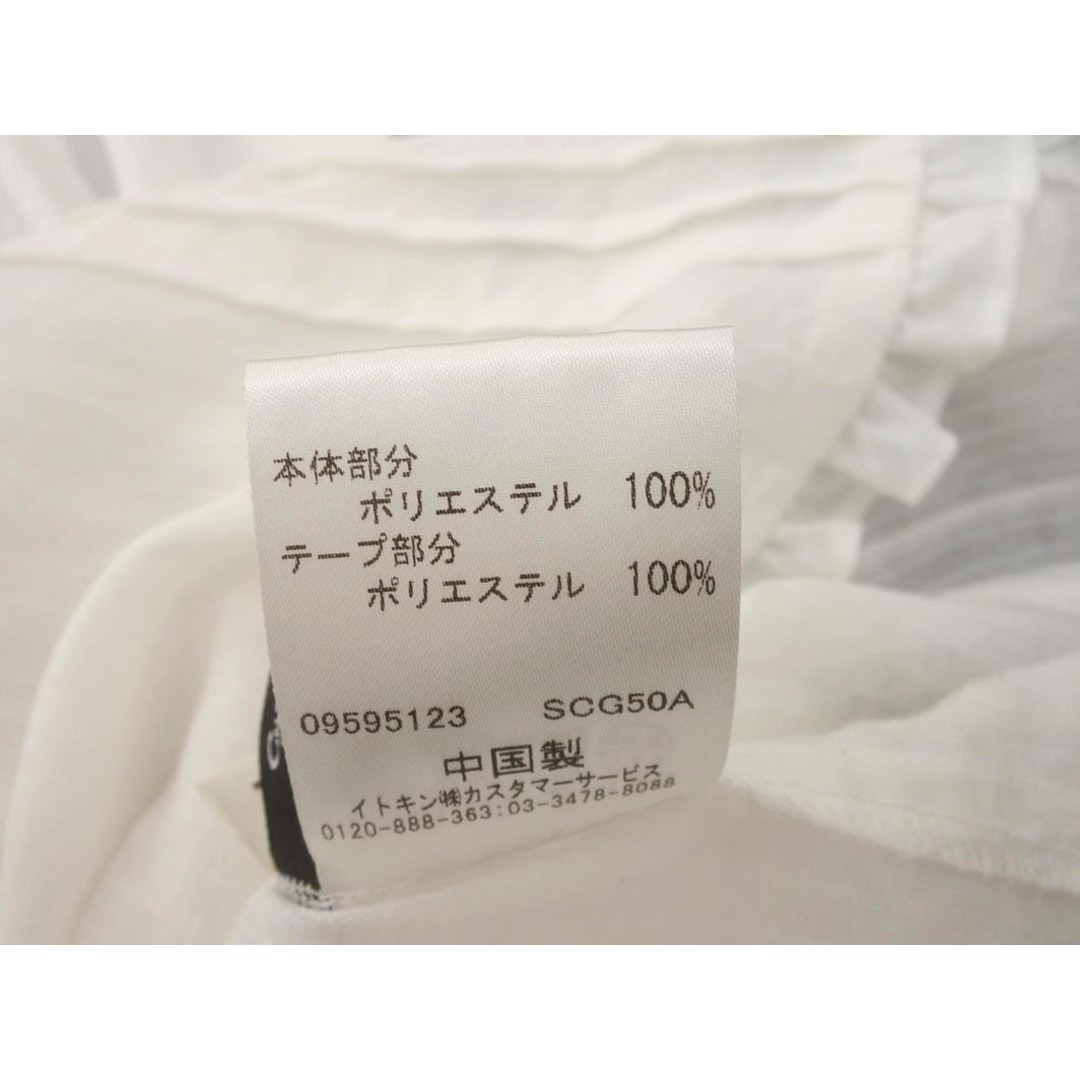 本体部分
ポリエステル 100%
テープ部分
ポリエステル 100%
09595123 SCG50A
中国製
イトキン㈱カスタマーサービス
0120-888-363:03-3478-8088